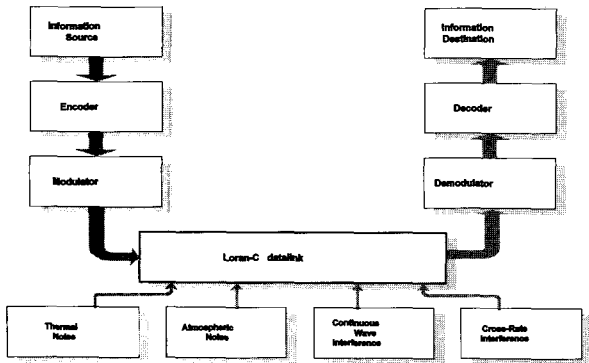 Information
Source
Encoder
Modulator
Information
Destination
Decoder
Demodulator
Loran-C datalink
Thermal
Noise
Atmospheric
Noise
Continuous
Wave
Interference
Cross-Rate
Interference